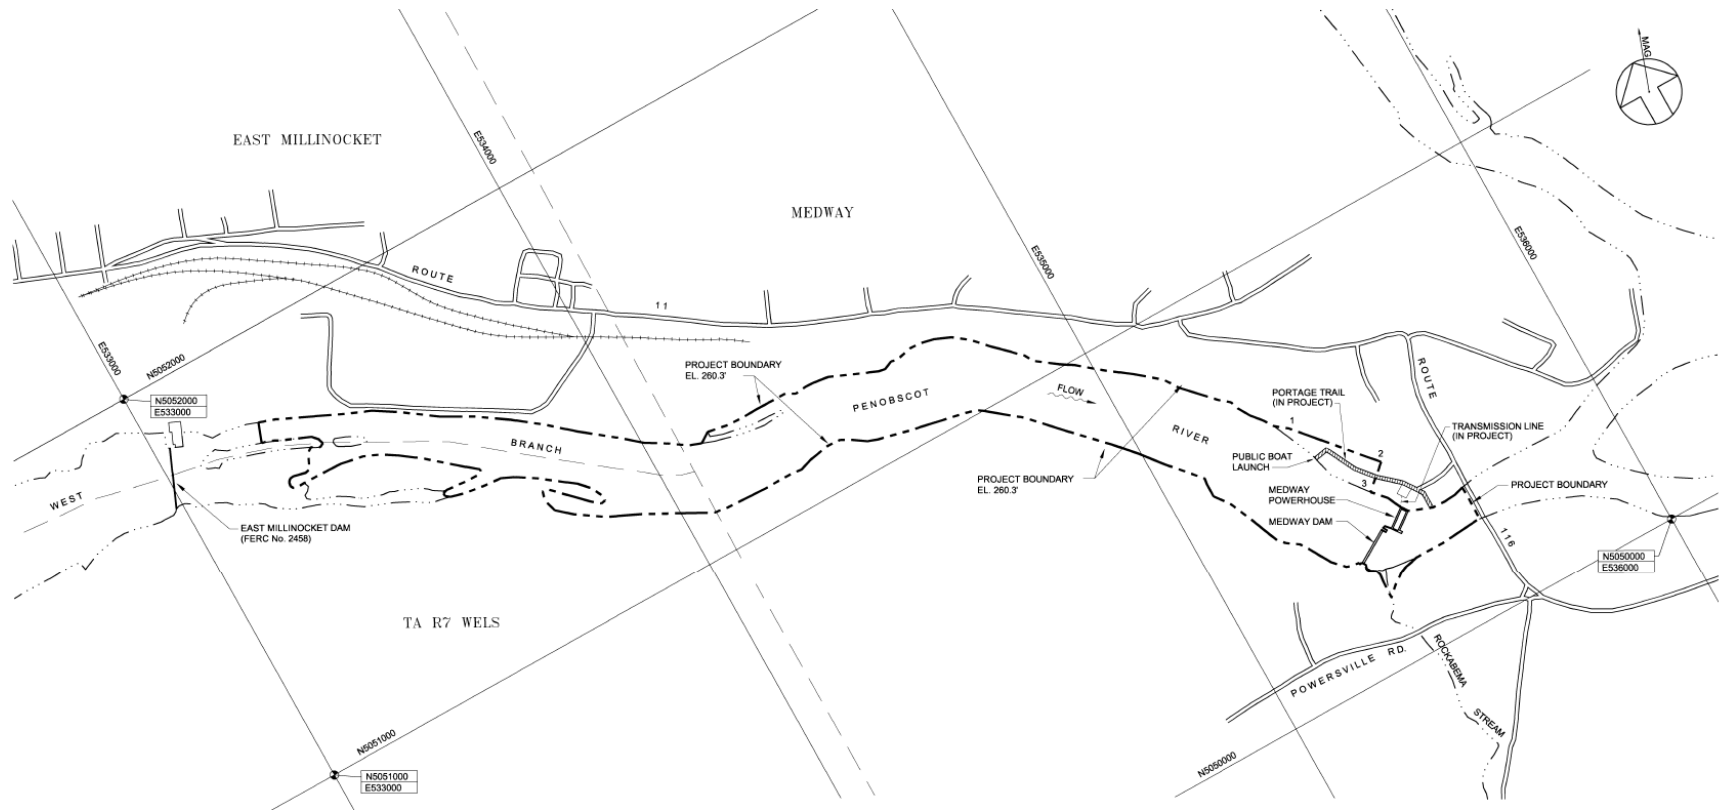 MAG
EAST MILLINOCKET
E534000
MEDWAY
E535000
E536000
ROUTE
11
E533000
N5052000
N5052000
E533000
PROJECT BOUNDARY
EL. 260.3'
PENOBSCOT
FLOW
PORTAGE TRAIL
(IN PROJECT)
ROUTE
1
RIVER
TRANSMISSION LINE
(IN PROJECT)
BRANCH
PUBLIC BOAT
LAUNCH
2
3
WEST
PROJECT BOUNDARY
EL. 260.3'
MEDWAY
POWERHOUSE
PROJECT BOUNDARY
MEDWAY DAM
EAST MILLINOCKET DAM
(FERC No. 2458)
116
N5050000
E536000
TA R7 WELS
POWERSVILLE RD.
ROCKABEMA
STREAM
N5051000
N5050000
N5051000
E533000